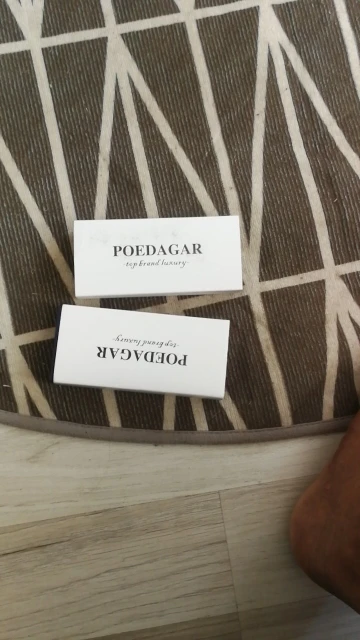 POEDAGAR
-top brand luxury-
POEDAGAR
-top brand luxury-